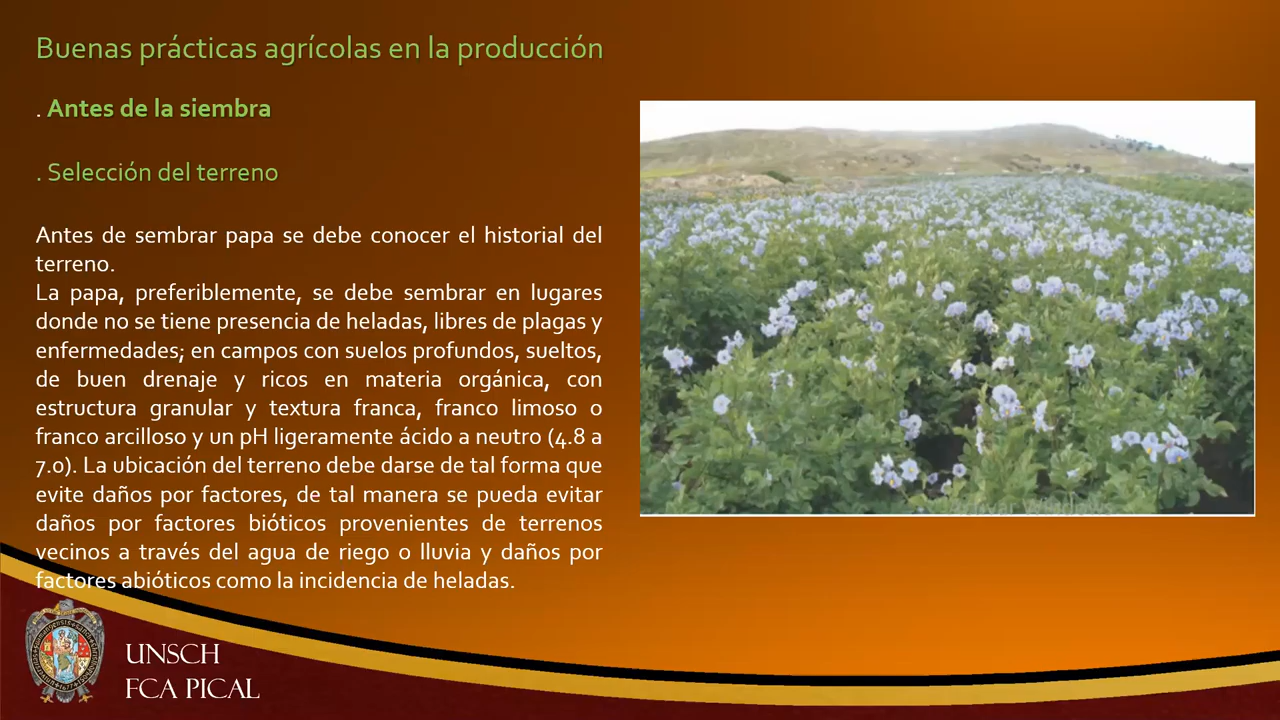 Buenas prácticas agrícolas en la producción
. Antes de la siembra
. Selección del terreno
Antes de sembrar papa se debe conocer el historial del
terreno.
La papa, preferiblemente, se debe sembrar en lugares
donde no se tiene presencia de heladas, libres de plagas y
enfermedades; en campos con suelos profundos, sueltos,
de buen drenaje y ricos en materia orgánica, con
estructura granular y textura franca, franco limoso o
franco arcilloso y un pH ligeramente ácido a neutro (4.8 a
7.0). La ubicación del terreno debe darse de tal forma que
evite daños por factores, de tal manera se pueda evitar
daños por factores bióticos provenientes de terrenos
vecinos a través del agua de riego o lluvia y daños por
factores abióticos como la incidencia de heladas.
UNSCH
FCA PICAL